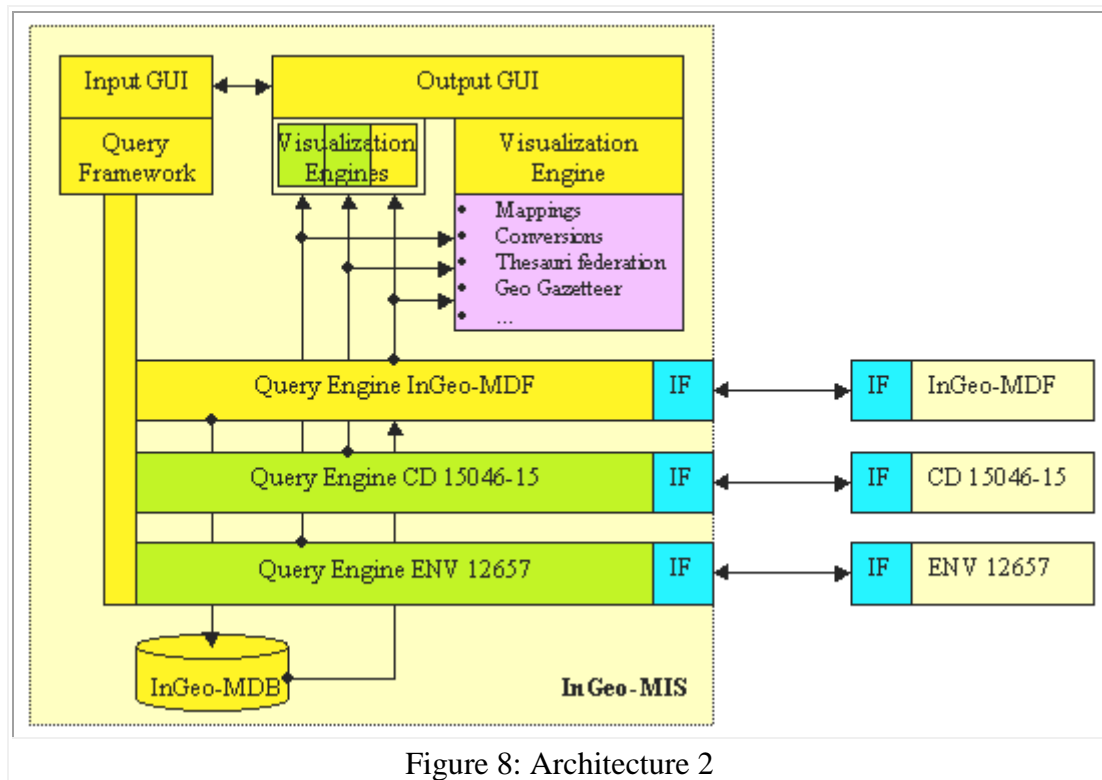 Input GUI
Output GUI
Query
Framework
Visualization
Engines
Visualization
Engine
• Mappings
• Conversions
• Thesauri federation
• Geo Gazetteer
• ...
Query Engine InGeo-MDF
IF
IF
InGeo-MDF
Query Engine CD 15046-15
IF
IF
CD 15046-15
Query Engine ENV 12657
IF
IF
ENV 12657
InGeo-MDB
InGeo-MIS
Figure 8: Architecture 2